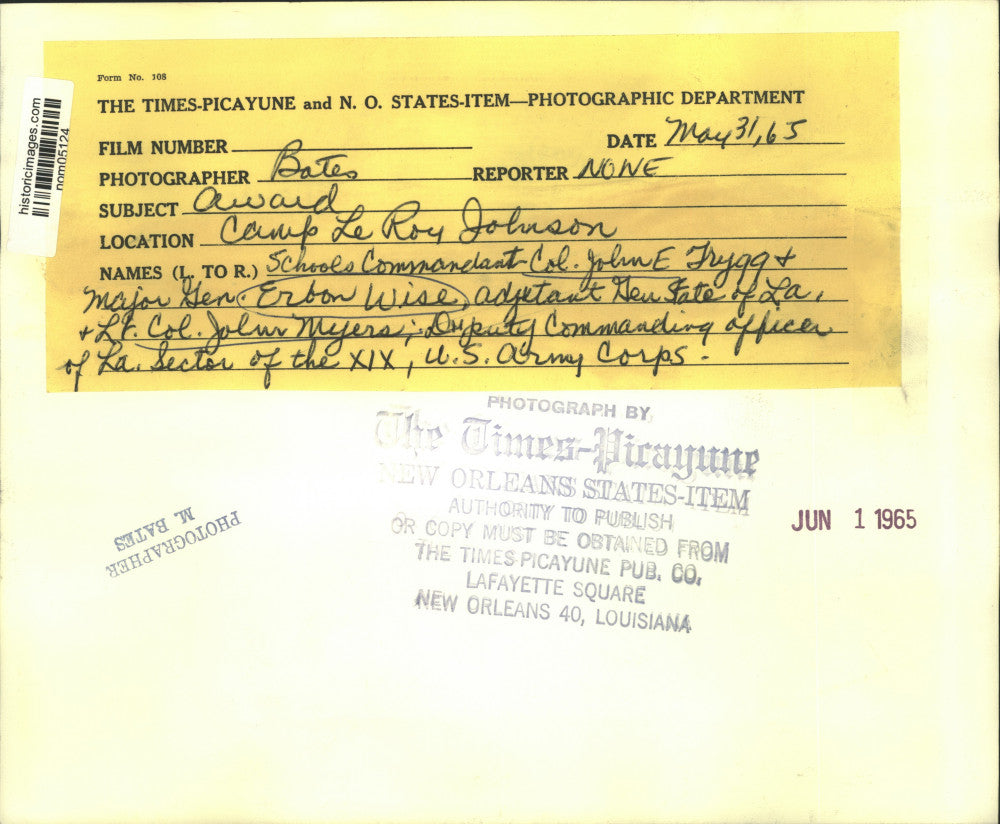 historicimages.com
nom05124
Form No. 108
THE TIMES-PICAYUNE and N. O. STATES-ITEM—PHOTOGRAPHIC DEPARTMENT
FILM NUMBER DATE May 31, 65
PHOTOGRAPHER Bates REPORTER NONE
SUBJECT Award
LOCATION Camp Le Roy Johnson
NAMES (L. TO R.) Schools Commandant Col. John E Trygg +
Major Gen. Erbon Wise, adjetant Gen State of La,
+ Lt. Col. John Myers; Deputy Commanding officer
of La. Sector of the XIX, U.S. Army Corps.
PHOTOGRAPH BY
The Times-Picayune
NEW ORLEANS STATES-ITEM
AUTHORITY TO PUBLISH
OR COPY MUST BE OBTAINED FROM
THE TIMES-PICAYUNE PUB. CO.
LAFAYETTE SQUARE
NEW ORLEANS 40, LOUISIANA
JUN 1 1965
PHOTOGRAPHER
M. BATES